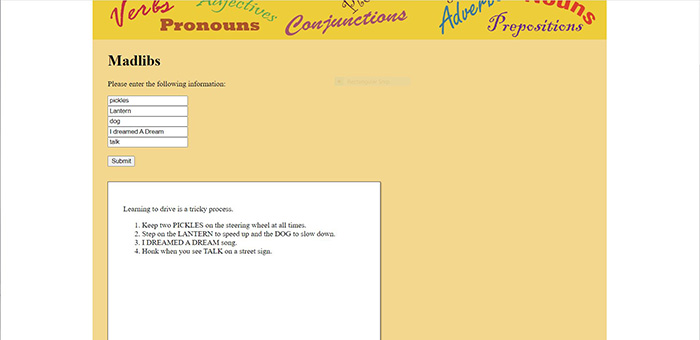 Verbs Adjectives
Pronouns Conjunctions Prepositions
Madlibs
Please enter the following information:
pickles
Lantern
dog
I dreamed A Dream
talk
Submit
Learning to drive is a tricky process.
1. Keep two PICKLES on the steering wheel at all times.
2. Step on the LANTERN to speed up and the DOG to slow down.
3. I DREAMED A DREAM song.
4. Honk when you see TALK on a street sign.